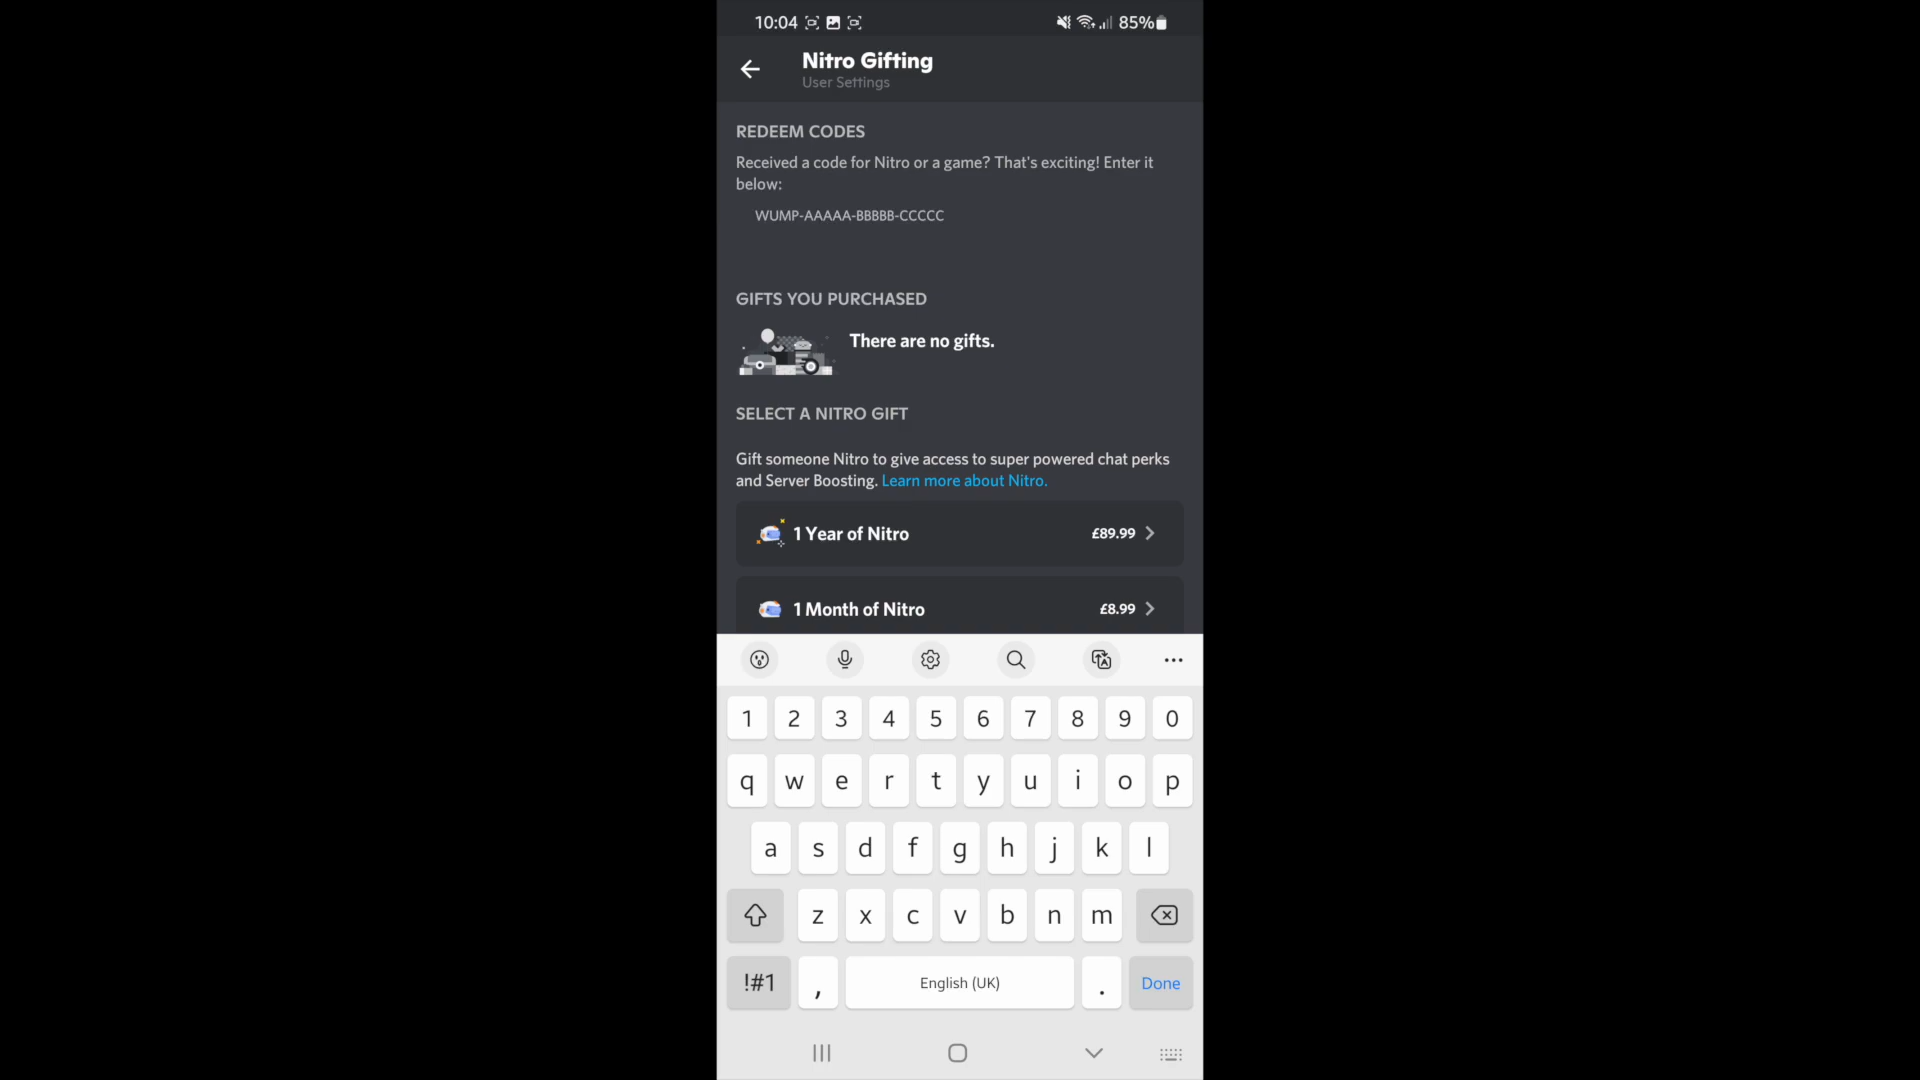 10:04 85%
Nitro Gifting
User Settings
REDEEM CODES
Received a code for Nitro or a game? That's exciting! Enter it
below:
WUMP-AAAAA-BBBBB-CCCCC
GIFTS YOU PURCHASED
There are no gifts.
SELECT A NITRO GIFT
Gift someone Nitro to give access to super powered chat perks
and Server Boosting. Learn more about Nitro.
1 Year of Nitro £89.99
1 Month of Nitro £8.99
1 2 3 4 5 6 7 8 9 0
q w e r t y u i o p
a s d f g h j k l
z x c v b n m
!#1 , English (UK) . Done